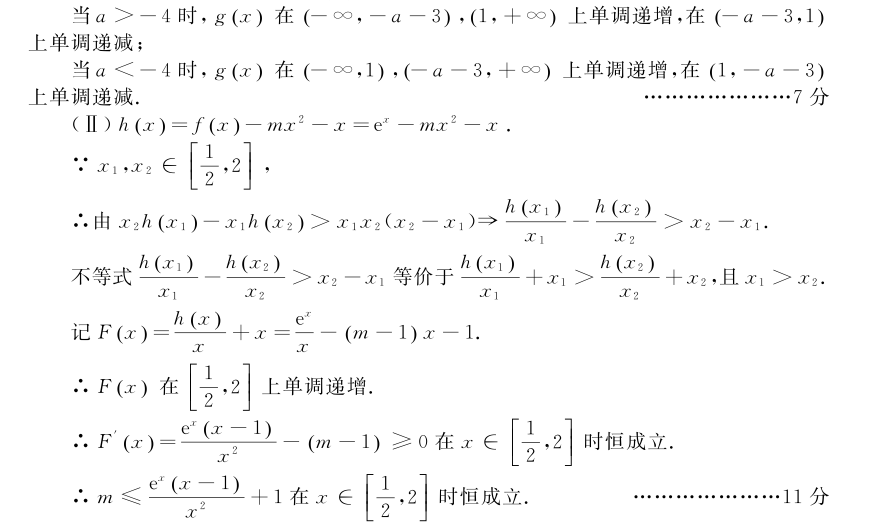 当a＞－4时,g(x) 在 (－∞,－a－3),(1,＋∞) 上单调递增,在 (－a－3,1)
上单调递减;
当a＜－4时,g(x) 在 (－∞,1),(－a－3,＋∞) 上单调递增,在 (1,－a－3)
上单调递减. …………………7 分
(Ⅱ)h(x)=f(x)－mx²－x=eˣ－mx²－x.
∵ x₁,x₂ ∈ [1/2,2],
∴由 x₂h(x₁)－x₁h(x₂)＞x₁x₂(x₂－x₁)⇒ h(x₁)/x₁ － h(x₂)/x₂ ＞x₂－x₁.
不等式 h(x₁)/x₁ － h(x₂)/x₂ ＞x₂－x₁ 等价于 h(x₁)/x₁ ＋x₁＞ h(x₂)/x₂ ＋x₂,且 x₁＞x₂.
记 F(x)= h(x)/x ＋x= eˣ/x －(m－1)x－1.
∴ F(x) 在 [1/2,2] 上单调递增.
∴ F′(x)= eˣ(x－1)/x² －(m－1)≥0 在 x ∈ [1/2,2] 时恒成立.
∴ m≤ eˣ(x－1)/x² ＋1 在 x ∈ [1/2,2] 时恒成立. …………………11 分